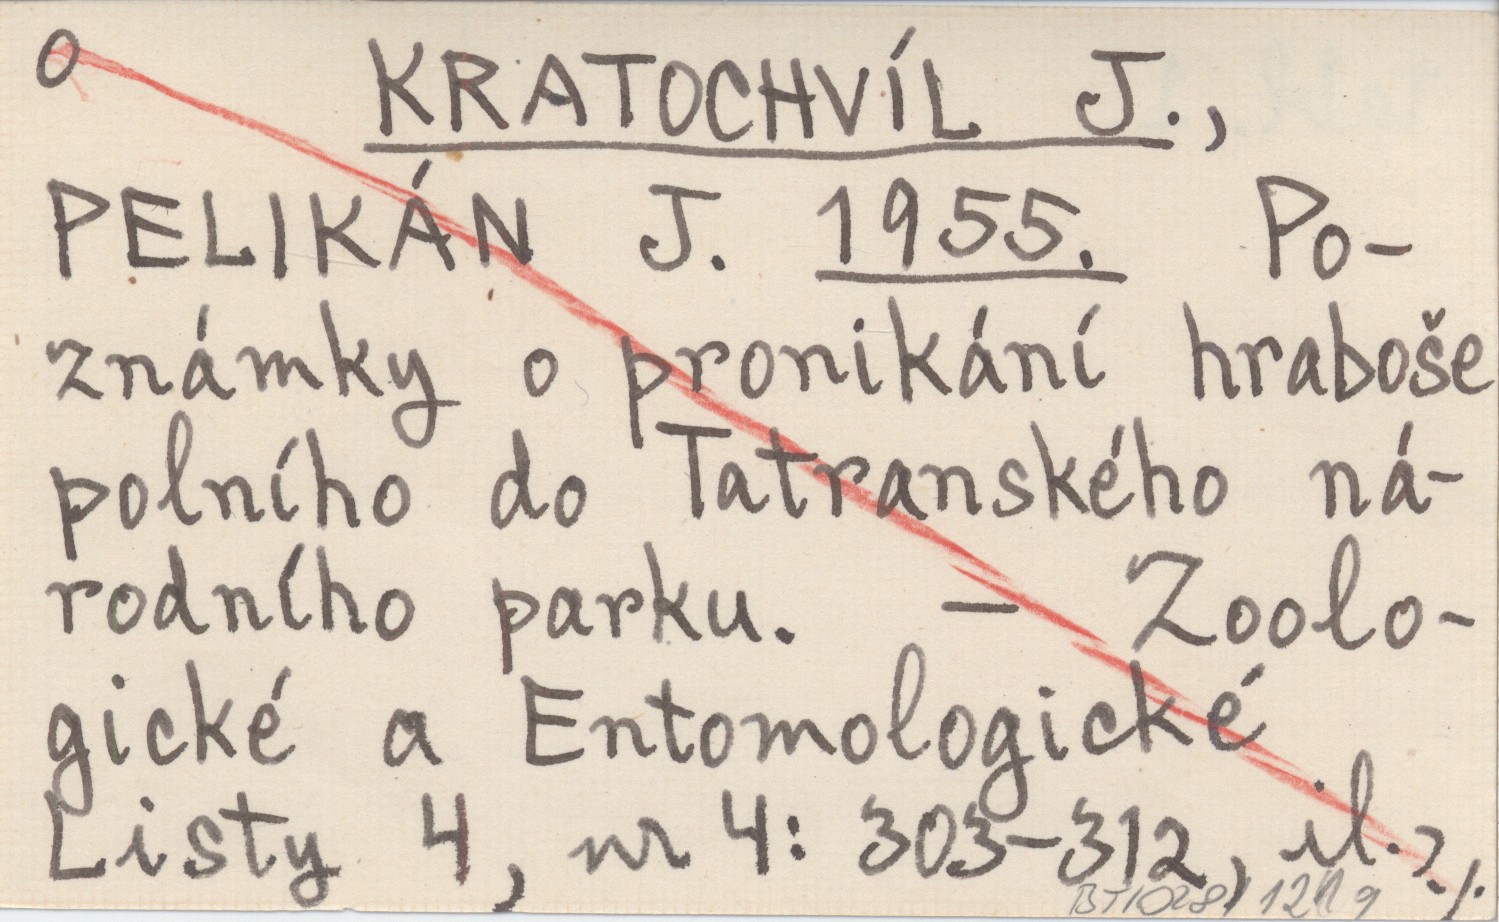 o KRATOCHVÍL J.,
PELIKÁN J. 1955. Po-
známky o pronikání hraboše
polního do Tatranského ná-
rodního parku. — Zoolo-
gické a Entomologické
Listy 4, nr 4: 303-312, il.